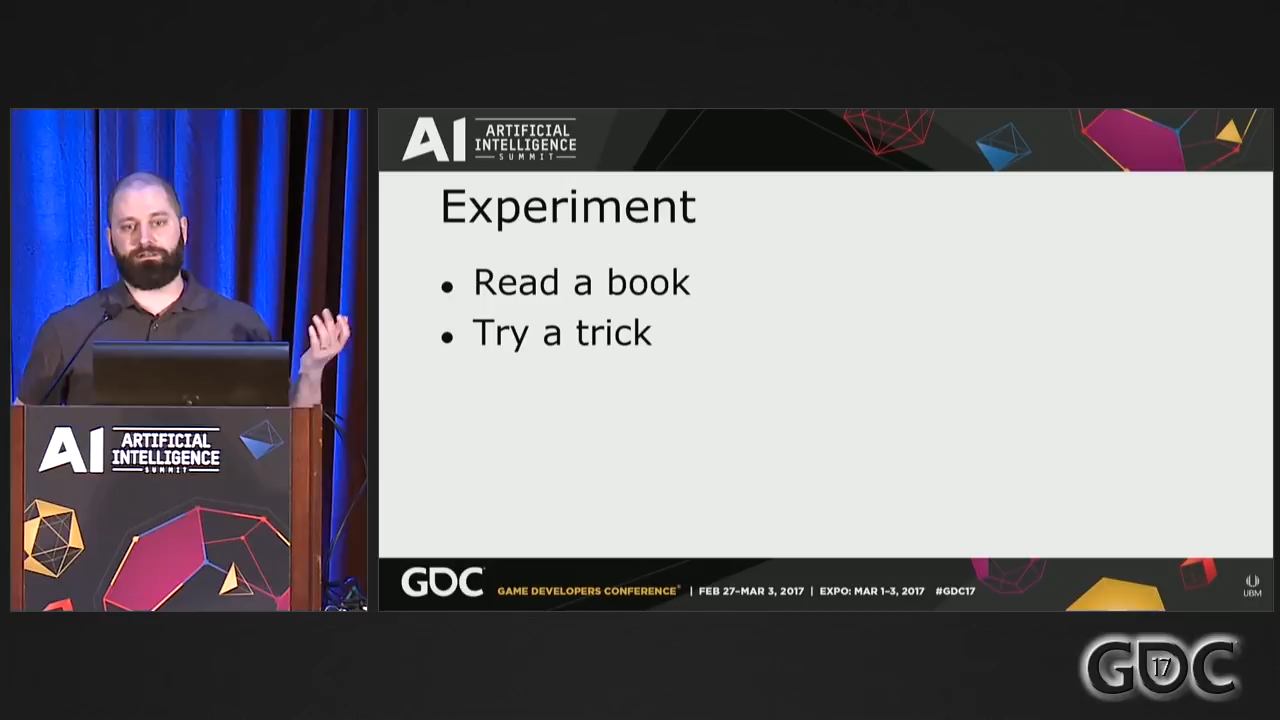 AI ARTIFICIAL
INTELLIGENCE
SUMMIT
Experiment
• Read a book
• Try a trick
AI ARTIFICIAL
INTELLIGENCE
SUMMIT
GDC GAME DEVELOPERS CONFERENCE® | FEB 27–MAR 3, 2017 | EXPO: MAR 1–3, 2017 #GDC17
UBM
GDC 17